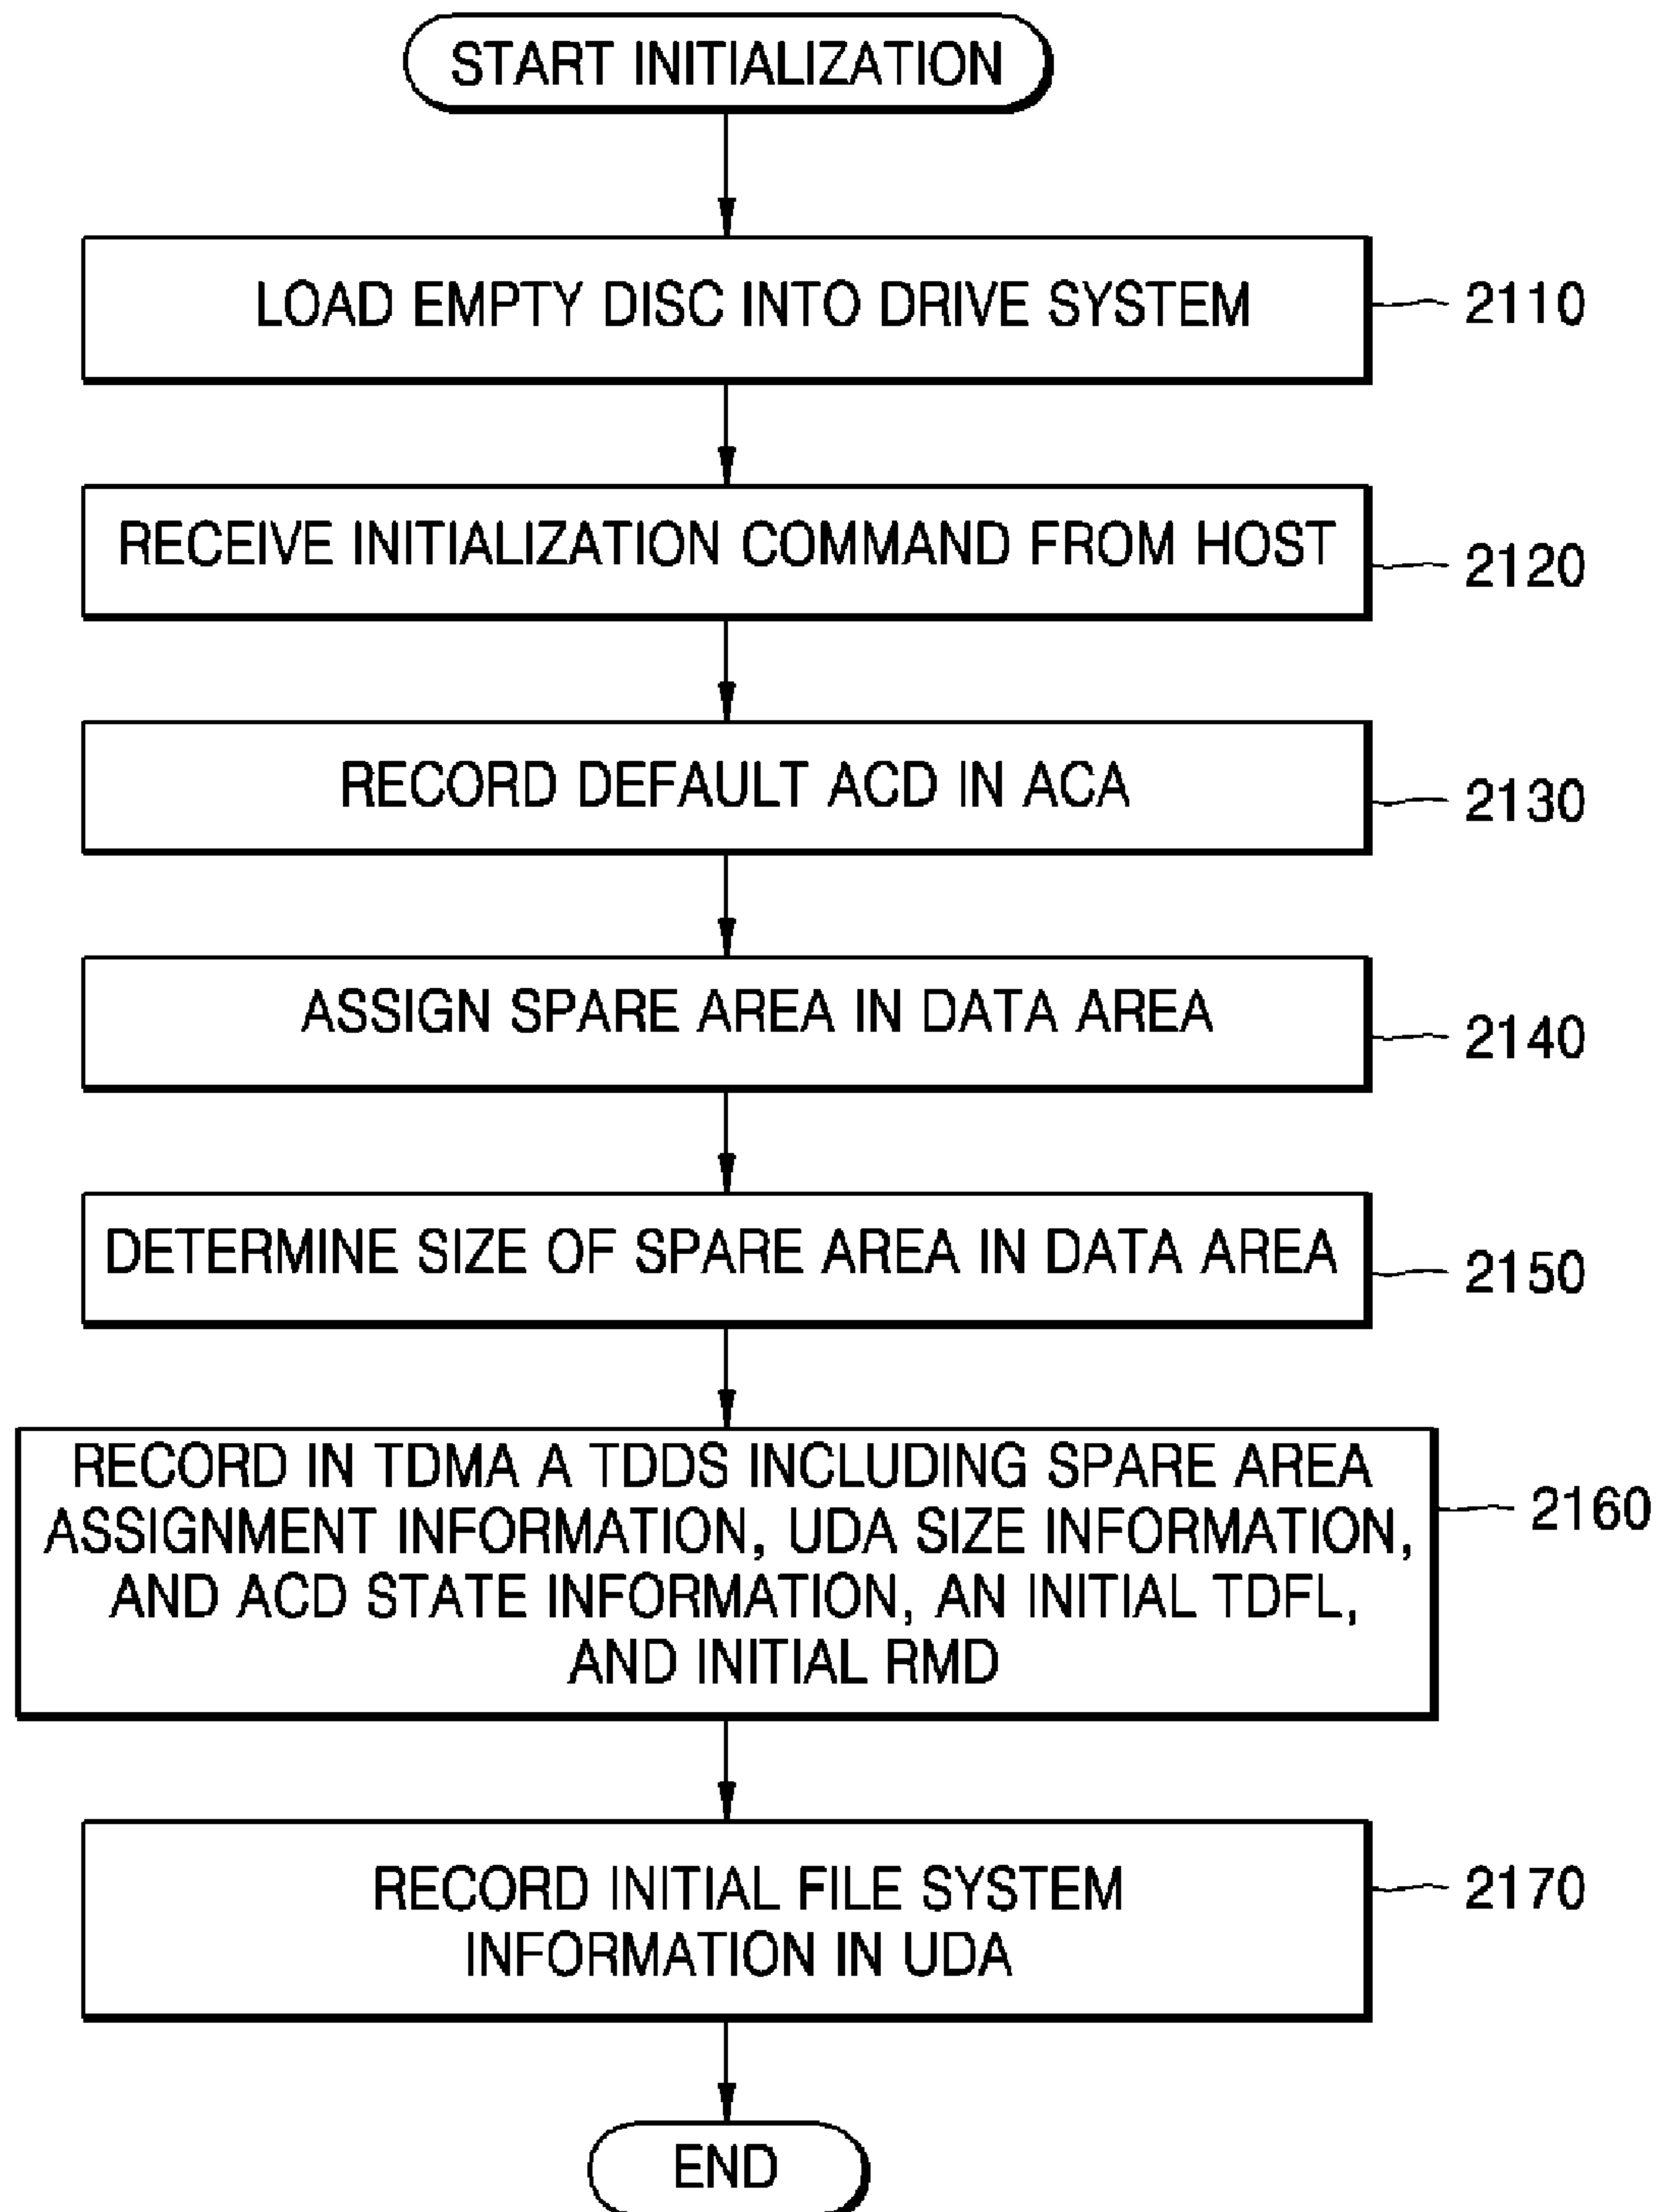 START INITIALIZATION
LOAD EMPTY DISC INTO DRIVE SYSTEM
2110
RECEIVE INITIALIZATION COMMAND FROM HOST
2120
RECORD DEFAULT ACD IN ACA
2130
ASSIGN SPARE AREA IN DATA AREA
2140
DETERMINE SIZE OF SPARE AREA IN DATA AREA
2150
RECORD IN TDMA A TDDS INCLUDING SPARE AREA
ASSIGNMENT INFORMATION, UDA SIZE INFORMATION,
AND ACD STATE INFORMATION, AN INITIAL TDFL,
AND INITIAL RMD
2160
RECORD INITIAL FILE SYSTEM
INFORMATION IN UDA
2170
END